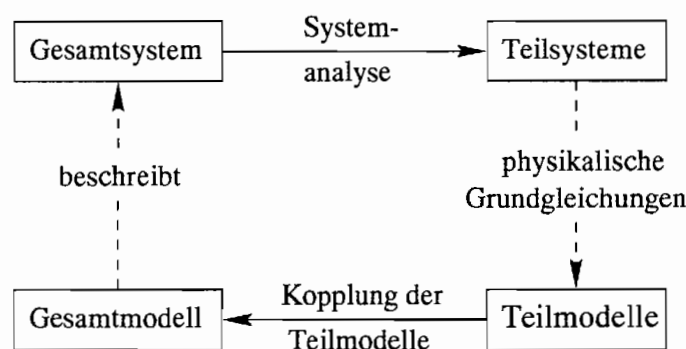 Gesamtsystem
System-
analyse
Teilsysteme
beschreibt
physikalische
Grundgleichungen
Gesamtmodell
Kopplung der
Teilmodelle
Teilmodelle